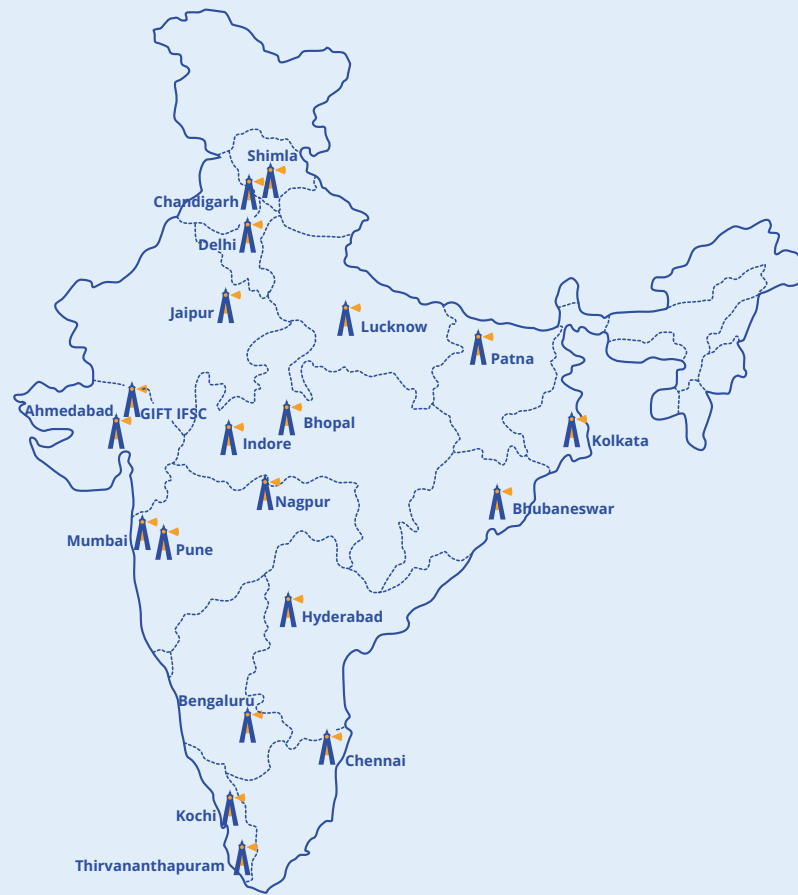 Shimla
Chandigarh
Delhi
Jaipur
Lucknow
Patna
Ahmedabad
GIFT IFSC
Bhopal
Indore
Kolkata
Nagpur
Bhubaneswar
Mumbai
Pune
Hyderabad
Bengaluru
Chennai
Kochi
Thirvananthapuram